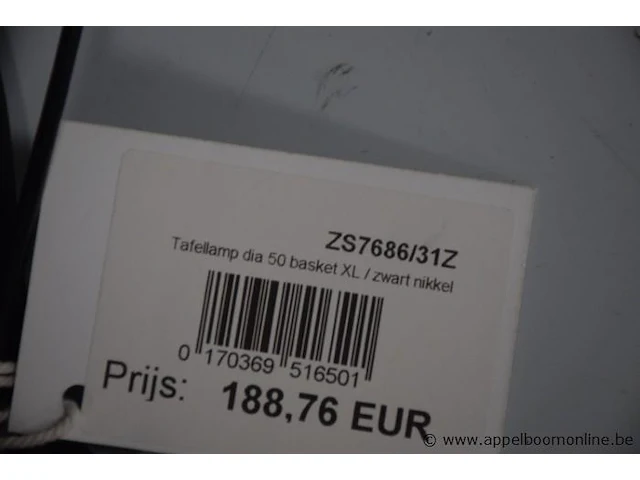 ZS7686/31Z
Tafellamp dia 50 basket XL / zwart nikkel
0 170369 516501
Prijs: 188,76 EUR
© www.appelboomonline.be